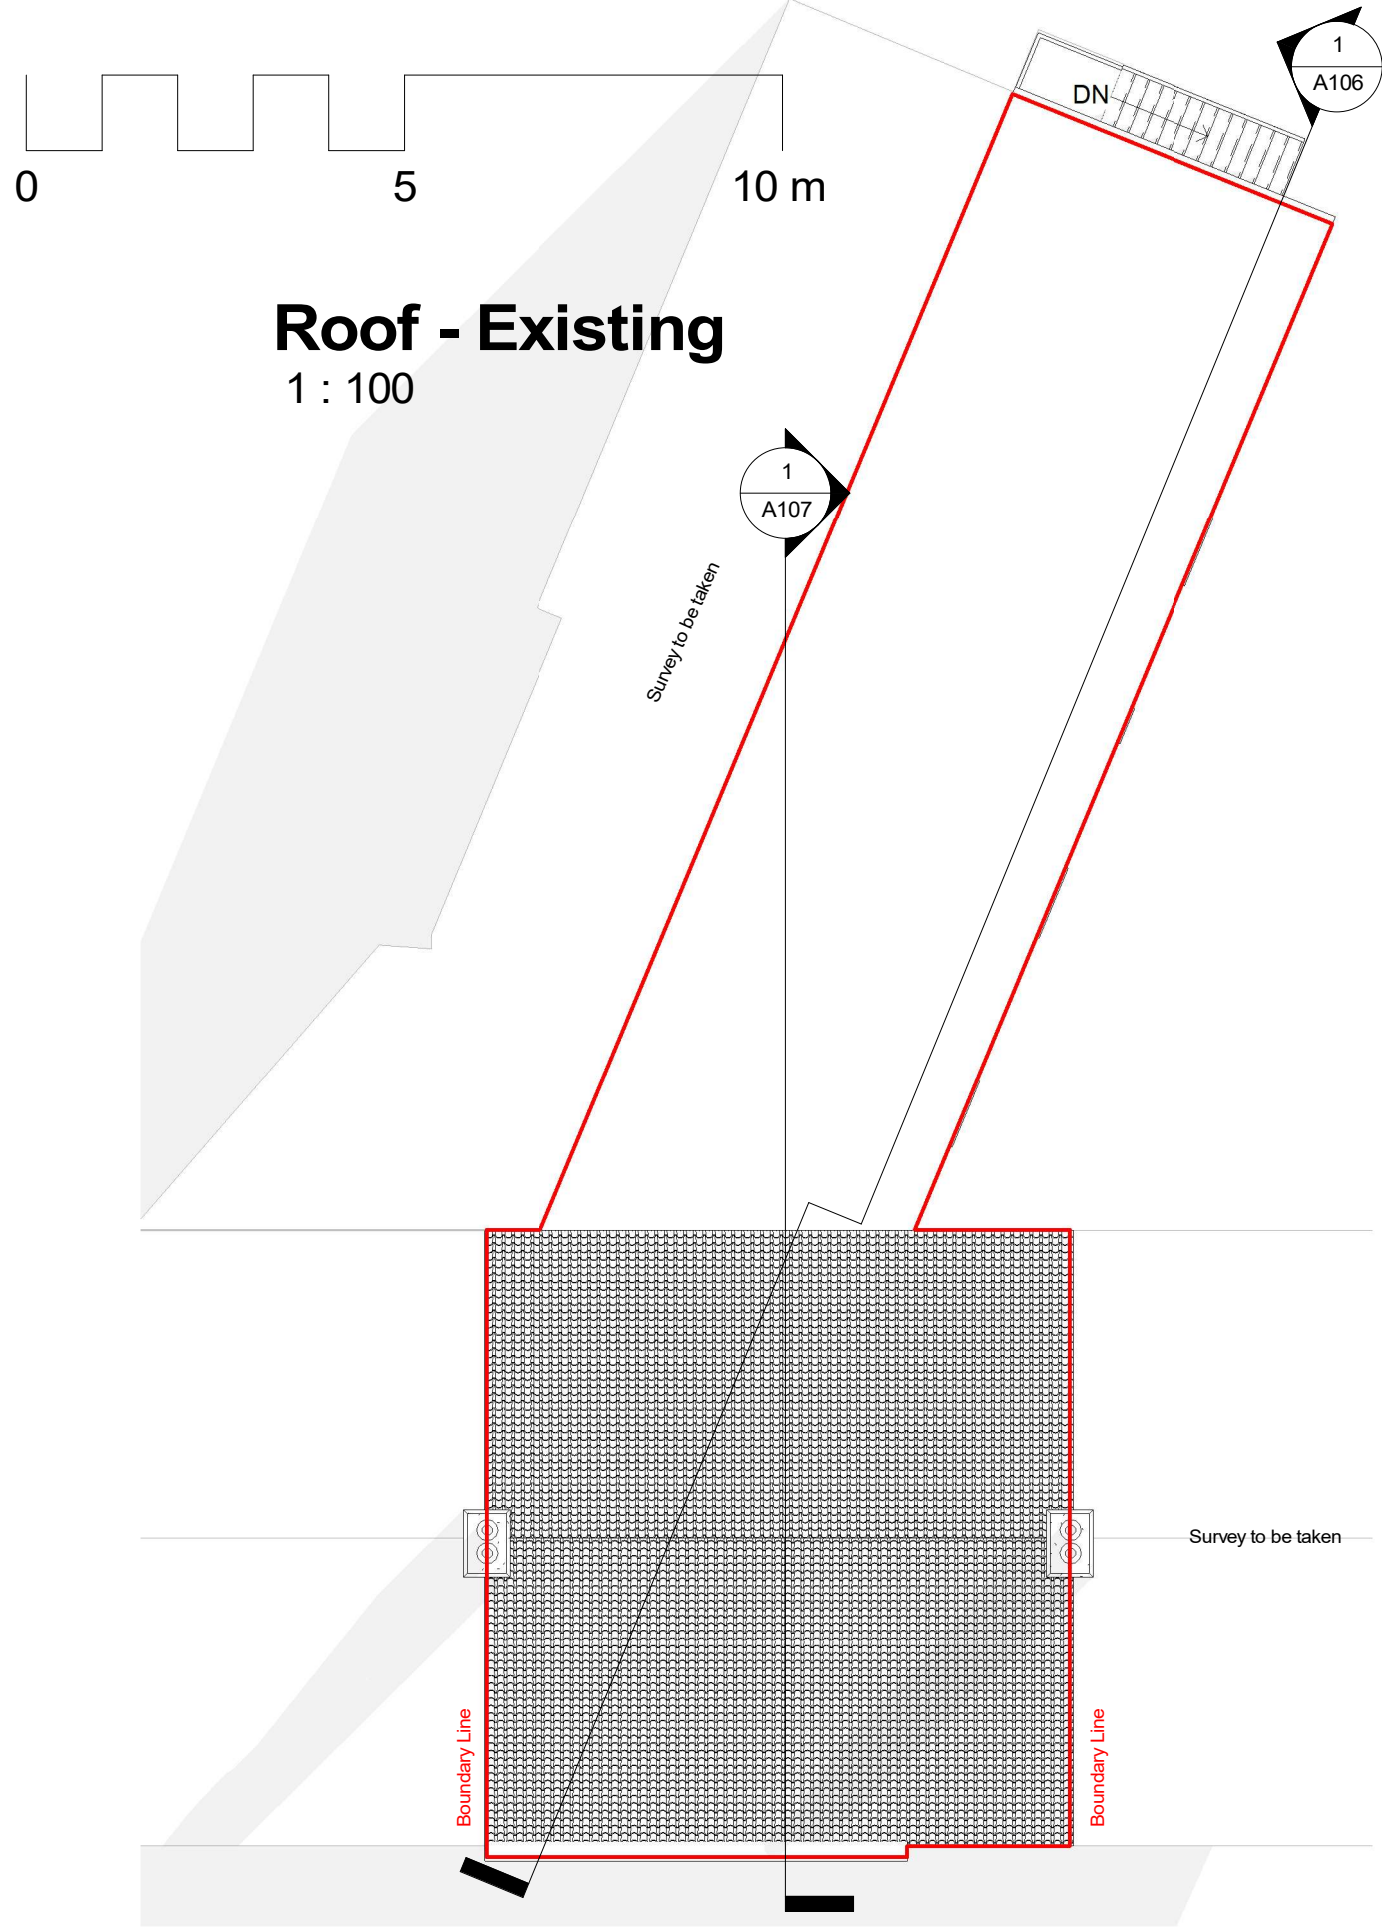 1
A106
DN
0 5 10 m
Roof - Existing
1 : 100
1
A107
Survey to be taken
Survey to be taken
Boundary Line
Boundary Line